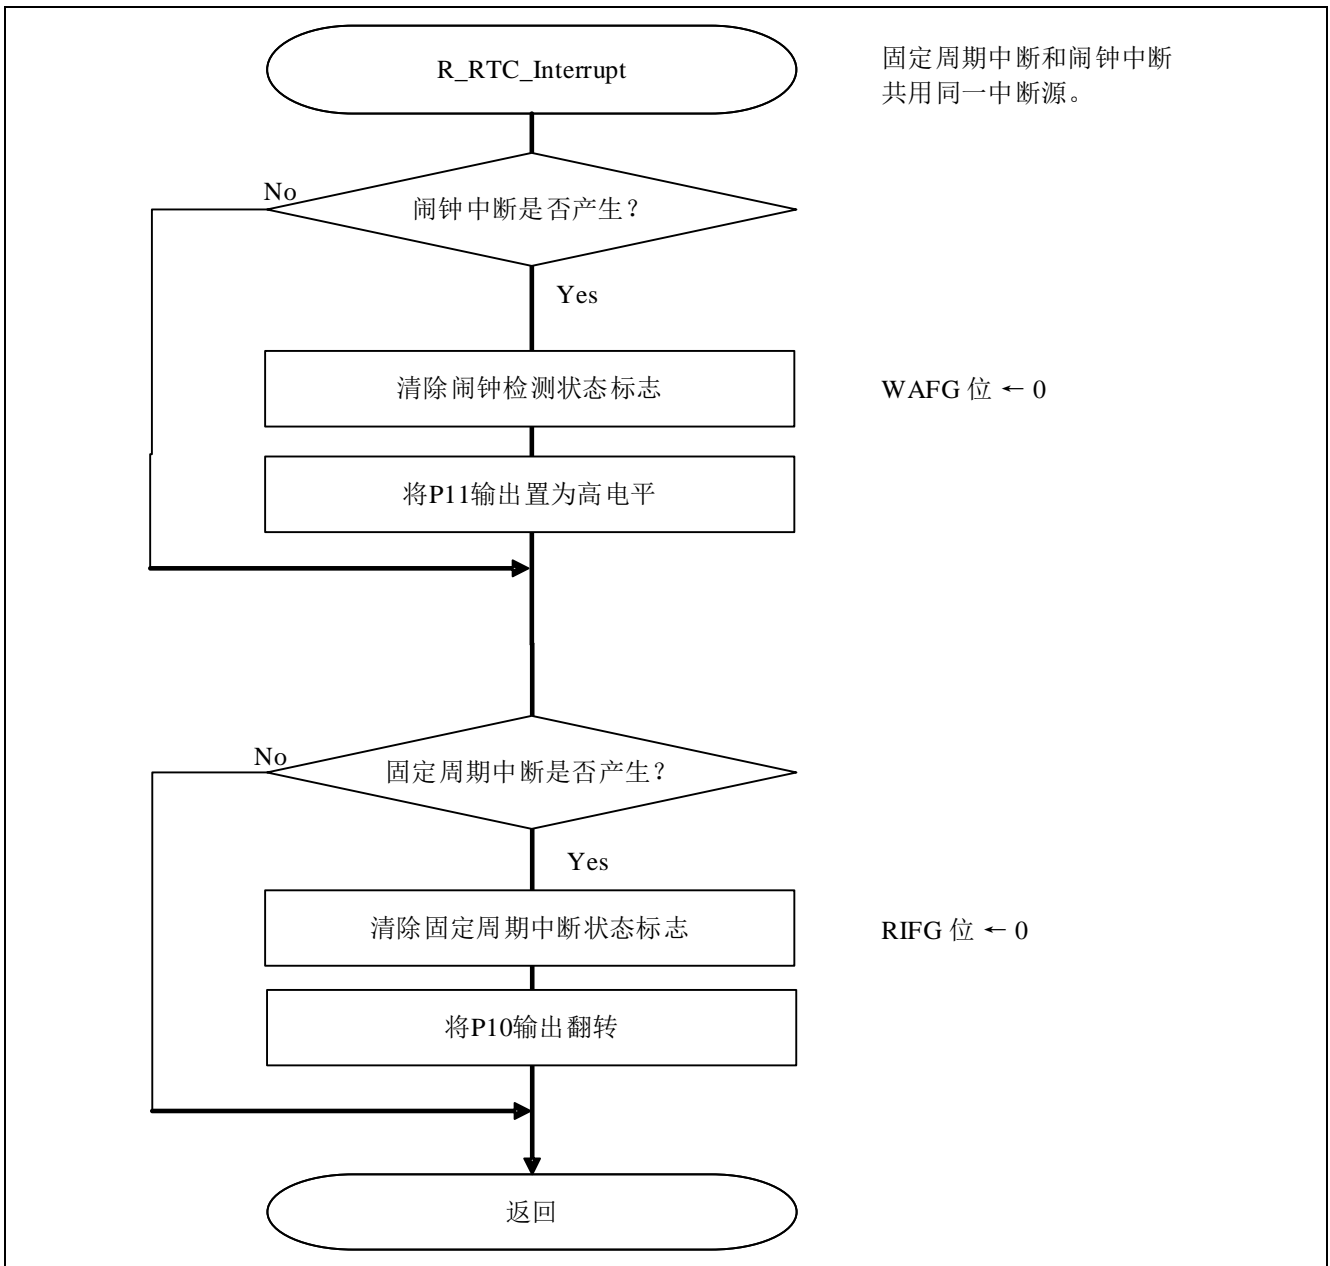 R_RTC_Interrupt
固定周期中断和闹钟中断
共用同一中断源。
No
闹钟中断是否产生？
Yes
清除闹钟检测状态标志
WAFG 位 ← 0
将P11输出置为高电平
No
固定周期中断是否产生？
Yes
清除固定周期中断状态标志
RIFG 位 ← 0
将P10输出翻转
返回